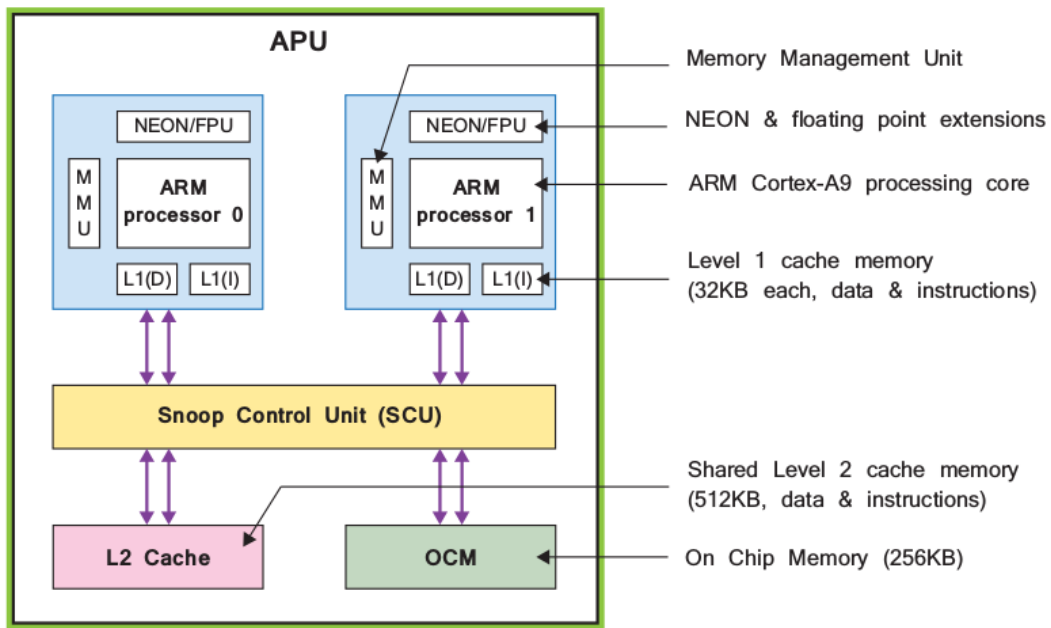 APU
Memory Management Unit
NEON/FPU
NEON/FPU
NEON & floating point extensions
M
M
U
ARM
processor 0
M
M
U
ARM
processor 1
ARM Cortex-A9 processing core
L1(D)
L1(I)
L1(D)
L1(I)
Level 1 cache memory
(32KB each, data & instructions)
Snoop Control Unit (SCU)
Shared Level 2 cache memory
(512KB, data & instructions)
L2 Cache
OCM
On Chip Memory (256KB)